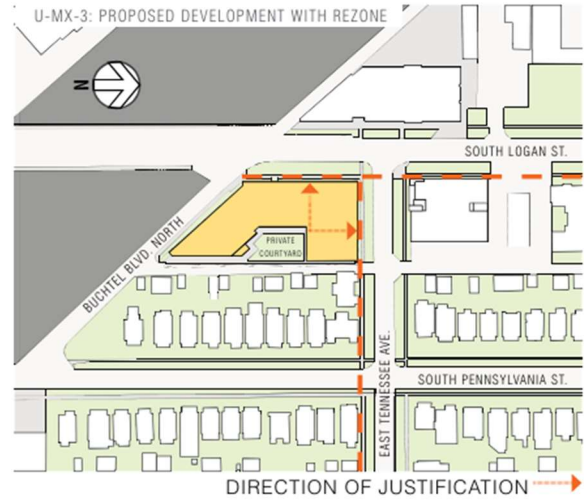 U-MX-3: PROPOSED DEVELOPMENT WITH REZONE
N
SOUTH LOGAN ST.
BUCHTEL BLVD. NORTH
PRIVATE
COURTYARD
EAST TENNESSEE AVE.
SOUTH PENNSYLVANIA ST.
DIRECTION OF JUSTIFICATION